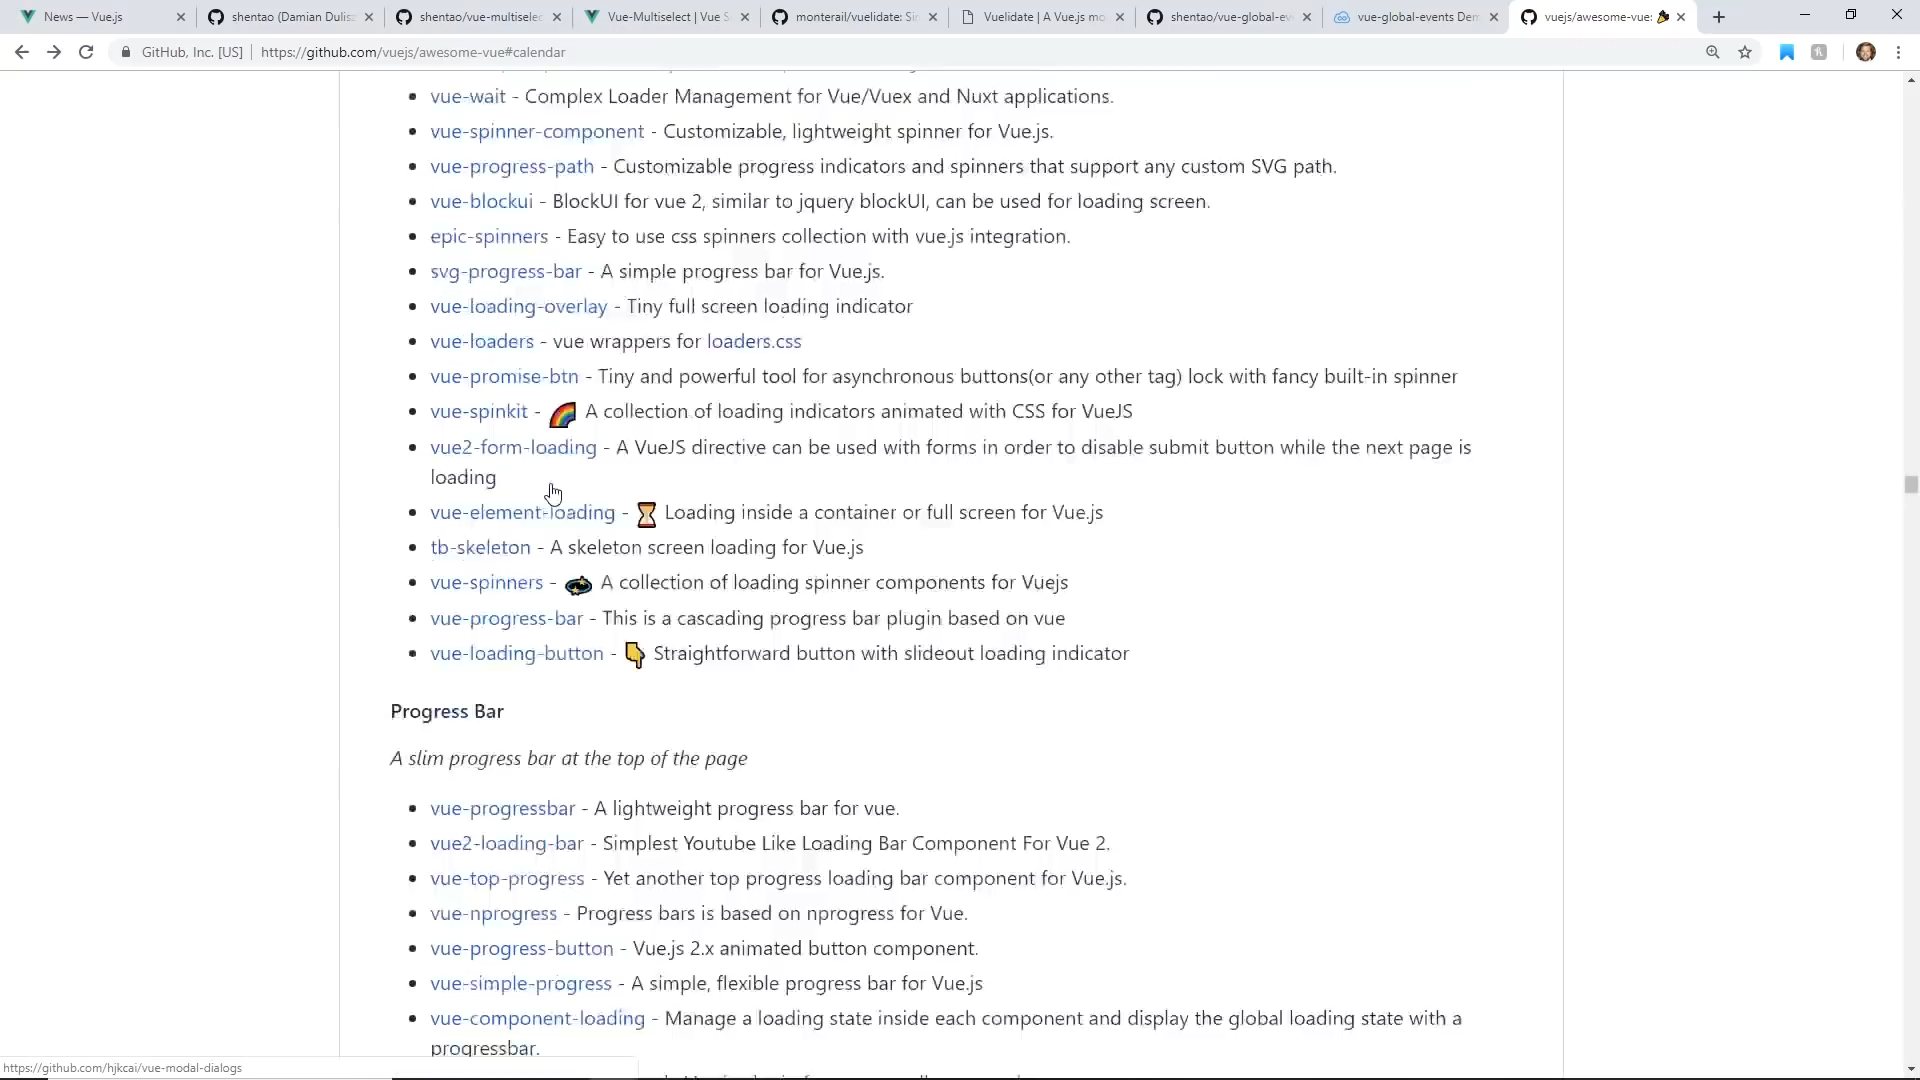 News — Vue.js
shentao (Damian Dulisz
shentao/vue-multiselec
Vue-Multiselect | Vue S
monterail/vuelidate: Sim
Vuelidate | A Vue.js mo
shentao/vue-global-eve
vue-global-events Dem
vuejs/awesome-vue:
GitHub, Inc. [US] | https://github.com/vuejs/awesome-vue#calendar
vue-wait - Complex Loader Management for Vue/Vuex and Nuxt applications.
vue-spinner-component - Customizable, lightweight spinner for Vue.js.
vue-progress-path - Customizable progress indicators and spinners that support any custom SVG path.
vue-blockui - BlockUI for vue 2, similar to jquery blockUI, can be used for loading screen.
epic-spinners - Easy to use css spinners collection with vue.js integration.
svg-progress-bar - A simple progress bar for Vue.js.
vue-loading-overlay - Tiny full screen loading indicator
vue-loaders - vue wrappers for loaders.css
vue-promise-btn - Tiny and powerful tool for asynchronous buttons(or any other tag) lock with fancy built-in spinner
vue-spinkit - 🌈 A collection of loading indicators animated with CSS for VueJS
vue2-form-loading - A VueJS directive can be used with forms in order to disable submit button while the next page is
loading
vue-element-loading - ⏳ Loading inside a container or full screen for Vue.js
tb-skeleton - A skeleton screen loading for Vue.js
vue-spinners - 💫 A collection of loading spinner components for Vuejs
vue-progress-bar - This is a cascading progress bar plugin based on vue
vue-loading-button - 👇 Straightforward button with slideout loading indicator
Progress Bar
A slim progress bar at the top of the page
vue-progressbar - A lightweight progress bar for vue.
vue2-loading-bar - Simplest Youtube Like Loading Bar Component For Vue 2.
vue-top-progress - Yet another top progress loading bar component for Vue.js.
vue-nprogress - Progress bars is based on nprogress for Vue.
vue-progress-button - Vue.js 2.x animated button component.
vue-simple-progress - A simple, flexible progress bar for Vue.js
vue-component-loading - Manage a loading state inside each component and display the global loading state with a
progressbar.
https://github.com/hjkcai/vue-modal-dialogs